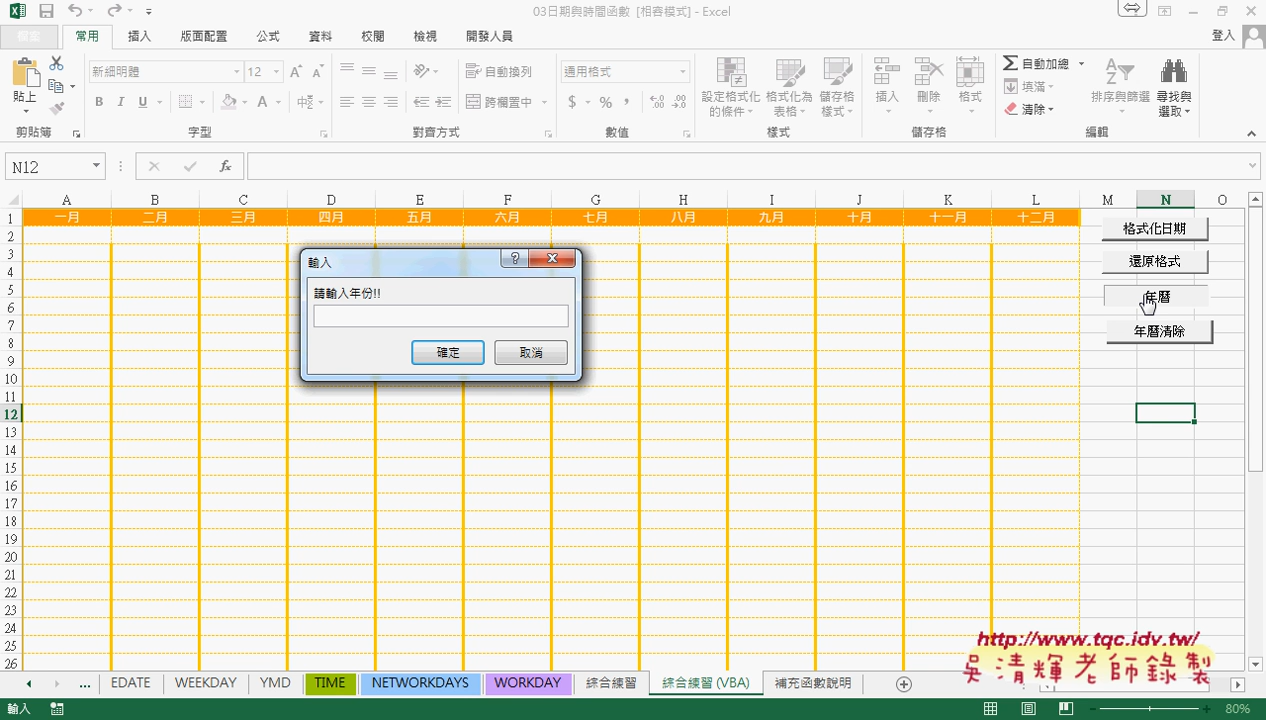 03日期與時間函數 [相容模式] - Excel
檔案 常用 插入 版面配置 公式 資料 校閱 檢視 開發人員 登入
貼上 新細明體 12 自動換列 通用格式 設定格式化的條件 格式化為表格 儲存格樣式 插入 刪除 格式 自動加總 填滿 清除 排序與篩選 尋找與選取
B I U 跨欄置中 $ %
剪貼簿 字型 對齊方式 數值 樣式 儲存格 編輯
N12 fx
A B C D E F G H I J K L M N O
1 一月 二月 三月 四月 五月 六月 七月 八月 九月 十月 十一月 十二月
格式化日期
還原格式
年曆
年曆清除
輸入
請輸入年份!!
確定 取消
2
3
4
5
6
7
8
9
10
11
12
13
14
15
16
17
18
19
20
21
22
23
24
25
26
http://www.tqc.idv.tw/
吳清輝老師錄製
... EDATE WEEKDAY YMD TIME NETWORKDAYS WORKDAY 綜合練習 綜合練習 (VBA) 補充函數說明
輸入 80%